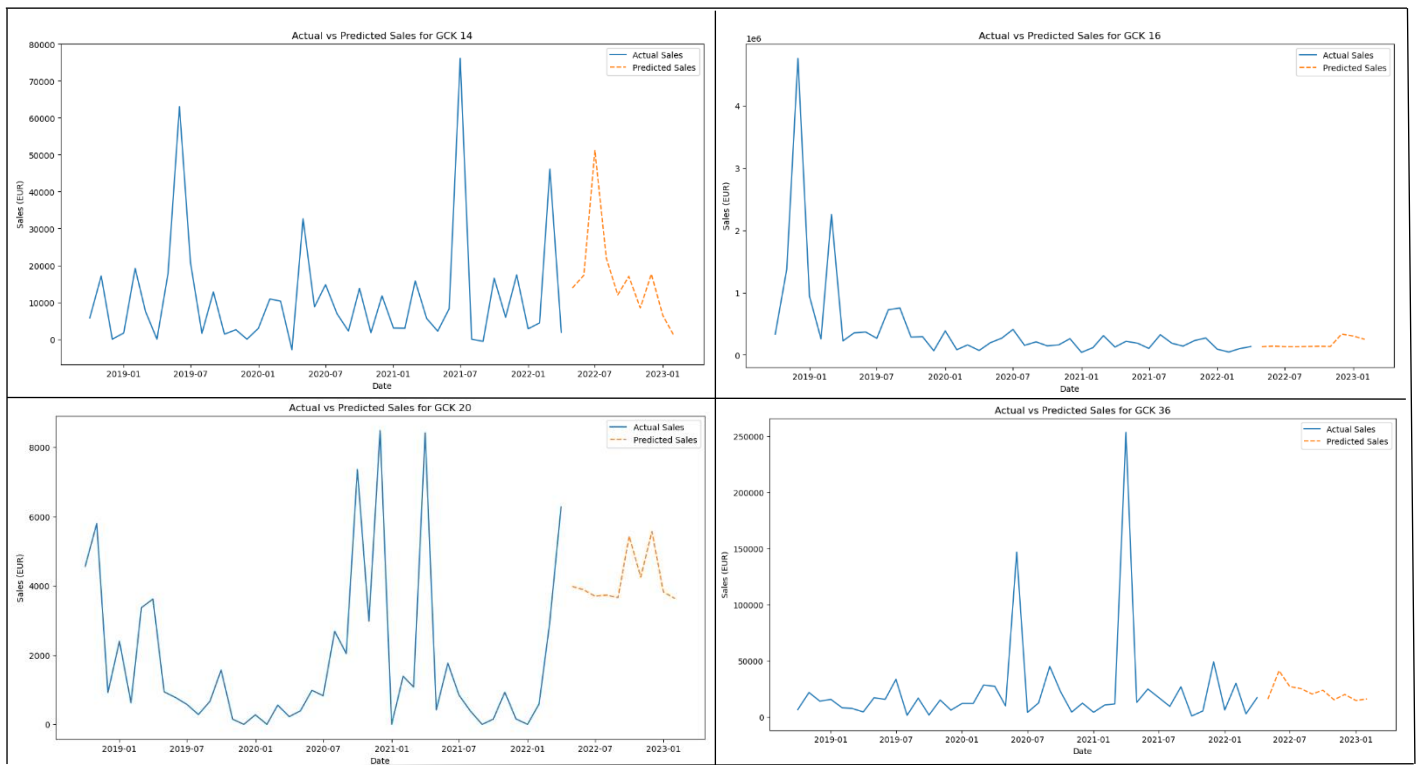 Actual vs Predicted Sales for GCK 14
Actual Sales
Predicted Sales
80000
70000
60000
50000
40000
30000
20000
10000
0
Sales (EUR)
2019-01 2019-07 2020-01 2020-07 2021-01 2021-07 2022-01 2022-07 2023-01
Date
Actual vs Predicted Sales for GCK 16
1e6
Actual Sales
Predicted Sales
4
3
2
1
0
Sales (EUR)
2019-01 2019-07 2020-01 2020-07 2021-01 2021-07 2022-01 2022-07 2023-01
Date
Actual vs Predicted Sales for GCK 20
Actual Sales
Predicted Sales
8000
6000
4000
2000
0
Sales (EUR)
2019-01 2019-07 2020-01 2020-07 2021-01 2021-07 2022-01 2022-07 2023-01
Date
Actual vs Predicted Sales for GCK 36
Actual Sales
Predicted Sales
250000
200000
150000
100000
50000
0
Sales (EUR)
2019-01 2019-07 2020-01 2020-07 2021-01 2021-07 2022-01 2022-07 2023-01
Date